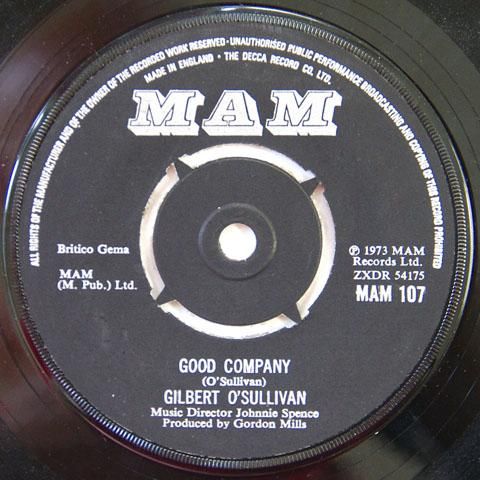 ALL RIGHTS OF THE MANUFACTURER AND OF THE OWNER OF THE RECORDED WORK RESERVED · UNAUTHORISED PUBLIC PERFORMANCE BROADCASTING AND COPYING OF THIS RECORD PROHIBITED
MADE IN ENGLAND · THE DECCA RECORD CO. LTD.
MAM
Britico Gema
MAM
(M. Pub.) Ltd.
℗ 1973 MAM
Records Ltd.
ZXDR 54175
MAM 107
GOOD COMPANY
(O'Sullivan)
GILBERT O'SULLIVAN
Music Director Johnnie Spence
Produced by Gordon Mills